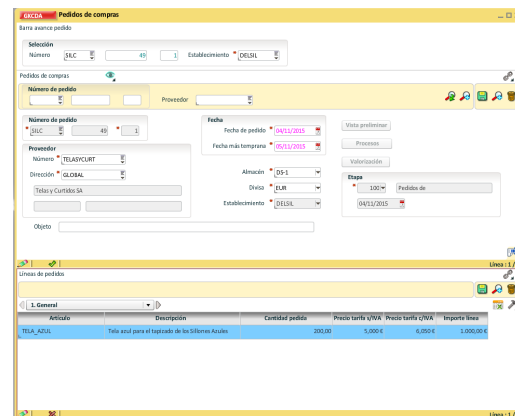 GKCDA Pedidos de compras
Barra avance pedido
Selección
Número SILC 49 1 Establecimiento * DELSIL
Pedidos de compras
Número de pedido
Proveedor
Número de pedido
* SILC 49 * 1
Fecha
Fecha de pedido * 04/11/2015
Fecha más temprana * 05/11/2015
Vista preliminar
Procesos
Valorización
Proveedor
Número * TELASYCURT
Dirección * GLOBAL
Telas y Curtidos SA
Almacén * DS-1
Divisa * EUR
Establecimiento * DELSIL
Etapa
* 100 Pedidos de
04/11/2015
Objeto
Línea : 1 /
Líneas de pedidos
1. General
Artículo Descripción Cantidad pedida Precio tarifa s/IVA Precio tarifa c/IVA Importe línea
TELA_AZUL Tela azul para el tapizado de los Sillorres Azules 200,00 5,000 € 6,050 € 1.000,00 €
Línea : 1 /